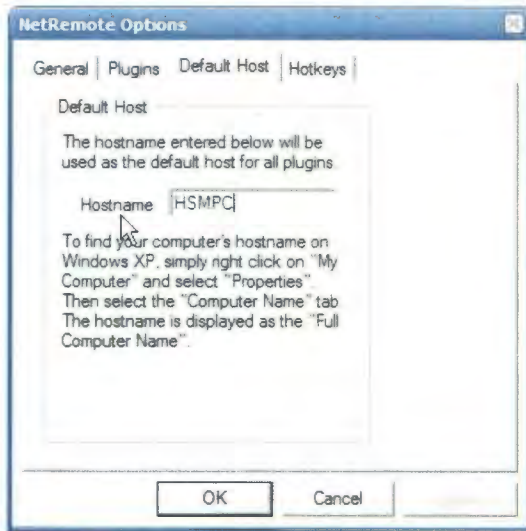 NetRemote Options
General Plugins Default Host Hotkeys
Default Host
The hostname entered below will be
used as the default host for all plugins
Hostname HSMPC
To find your computer's hostname on
Windows XP, simply right click on "My
Computer" and select "Properties".
Then select the "Computer Name" tab
The hostname is displayed as the "Full
Computer Name".
OK Cancel